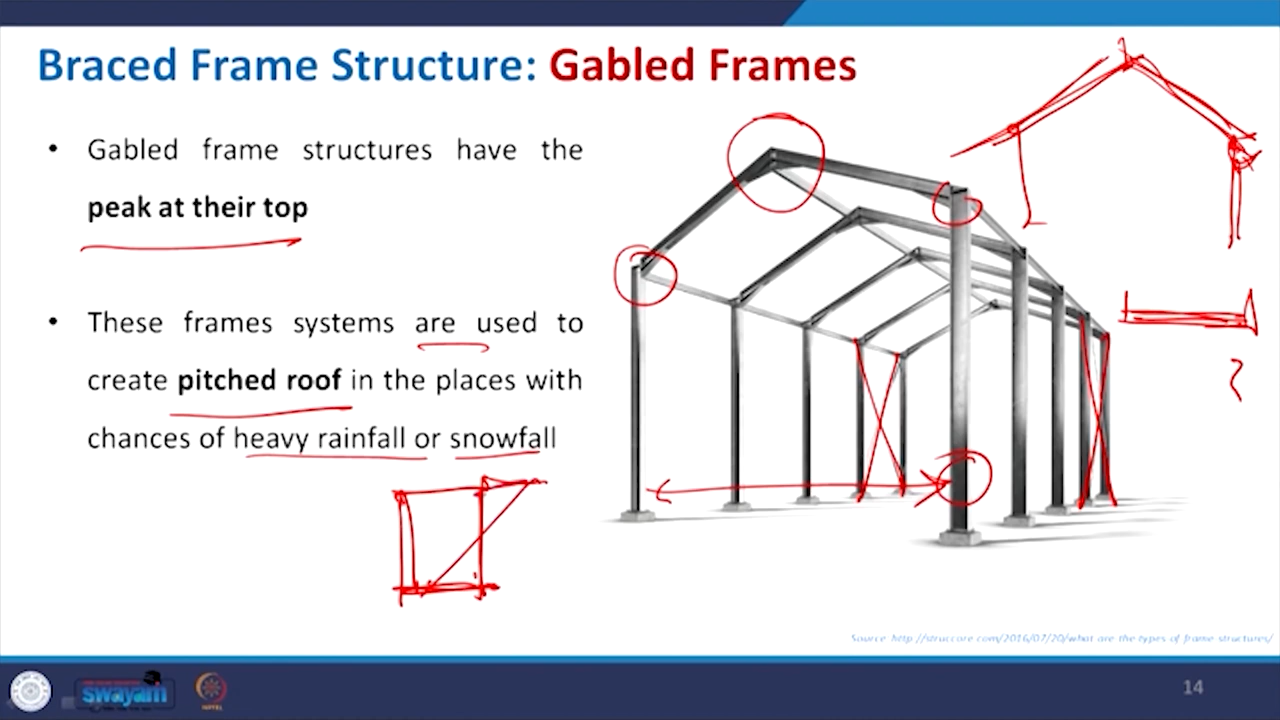 Braced Frame Structure: Gabled Frames
• Gabled frame structures have the
peak at their top
• These frames systems are used to
create pitched roof in the places with
chances of heavy rainfall or snowfall
Source http://struccore.com/2016/07/20/what are the types of frame structures/
swayam
NPTEL
14